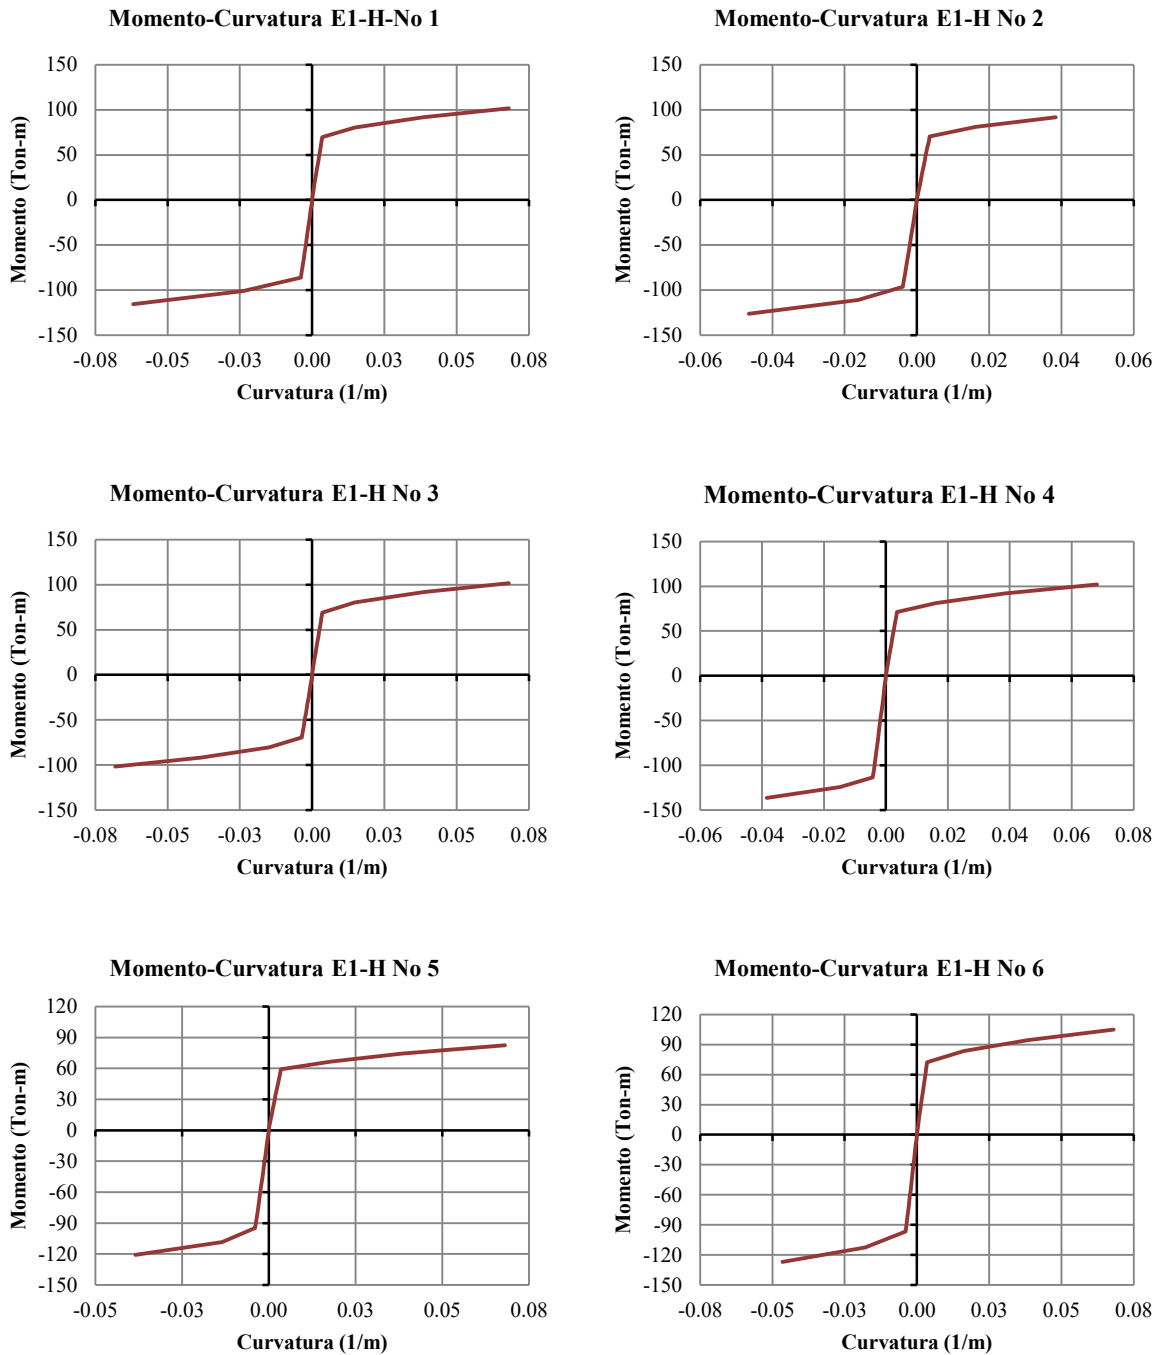 Momento-Curvatura E1-H-No 1
Momento (Ton-m)
150
100
50
0
-50
-100
-150
-0.08 -0.05 -0.03 0.00 0.03 0.05 0.08
Curvatura (1/m)
Momento-Curvatura E1-H No 2
Momento (Ton-m)
150
100
50
0
-50
-100
-150
-0.06 -0.04 -0.02 0.00 0.02 0.04 0.06
Curvatura (1/m)
Momento-Curvatura E1-H No 3
Momento (Ton-m)
150
100
50
0
-50
-100
-150
-0.08 -0.05 -0.03 0.00 0.03 0.05 0.08
Curvatura (1/m)
Momento-Curvatura E1-H No 4
Momento (Ton-m)
150
100
50
0
-50
-100
-150
-0.06 -0.04 -0.02 0.00 0.02 0.04 0.06 0.08
Curvatura (1/m)
Momento-Curvatura E1-H No 5
Momento (Ton-m)
120
90
60
30
0
-30
-60
-90
-120
-150
-0.05 -0.03 0.00 0.03 0.05 0.08
Curvatura (1/m)
Momento-Curvatura E1-H No 6
Momento (Ton-m)
120
90
60
30
0
-30
-60
-90
-120
-150
-0.08 -0.05 -0.03 0.00 0.03 0.05 0.08
Curvatura (1/m)